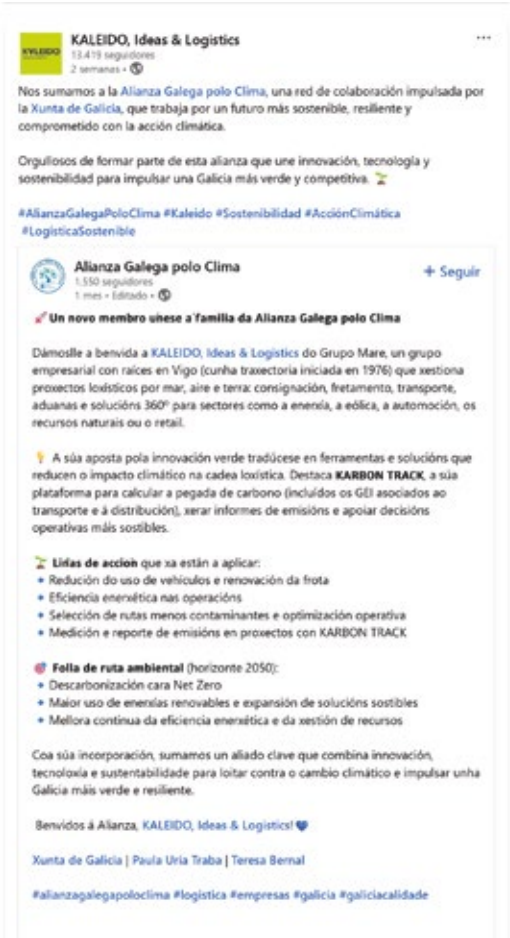 KALEIDO, Ideas & Logistics
13.419 seguidores
2 semanas •
KYLEIDO
Nos sumamos a la Alianza Galega polo Clima, una red de colaboración impulsada por
la Xunta de Galicia, que trabaja por un futuro más sostenible, resiliente y
comprometido con la acción climática.
Orgullosos de formar parte de esta alianza que une innovación, tecnología y
sostenibilidad para impulsar una Galicia más verde y competitiva.
#AlianzaGalegaPoloClima #Kaleido #Sostenibilidad #AcciónClimática
#LogísticaSostenible
Alianza Galega polo Clima
1.550 seguidores
1 mes • Editado •
+ Seguir
Un novo membro únese a familia da Alianza Galega polo Clima
Dámoslle a benvida a KALEIDO, Ideas & Logistics do Grupo Mare, un grupo
empresarial con raíces en Vigo (cunha traxectoria iniciada en 1976) que xestiona
proxectos loxísticos por mar, aire e terra: consignación, fretamento, transporte,
aduanas e solucións 360º para sectores como a enerxía, a eólica, a automoción, os
recursos naturais ou o retail.
A súa aposta pola innovación verde tradúcese en ferramentas e solucións que
reducen o impacto climático na cadea loxística. Destaca KARBON TRACK, a súa
plataforma para calcular a pegada de carbono (incluídos os GEI asociados ao
transporte e á distribución), xerar informes de emisións e apoiar decisións
operativas máis sostibles.
Liñas de accion que xa están a aplicar:
Redución do uso de vehículos e renovación da frota
Eficiencia enerxética nas operacións
Selección de rutas menos contaminantes e optimización operativa
Medición e reporte de emisións en proxectos con KARBON TRACK
Folla de ruta ambiental (horizonte 2050):
Descarbonización cara Net Zero
Maior uso de enerxías renovables e expansión de solucións sostibles
Mellora continua da eficiencia enerxética e da xestión de recursos
Coa súa incorporación, sumamos un aliado clave que combina innovación,
tecnoloxía e sustentabilidade para loitar contra o cambio climático e impulsar unha
Galicia máis verde e resiliente.
Benvidos á Alianza, KALEIDO, Ideas & Logistics!
Xunta de Galicia | Paula Uría Traba | Teresa Bernal
#alianzagalegapoloclima #logística #empresas #galicia #galiciacalidade